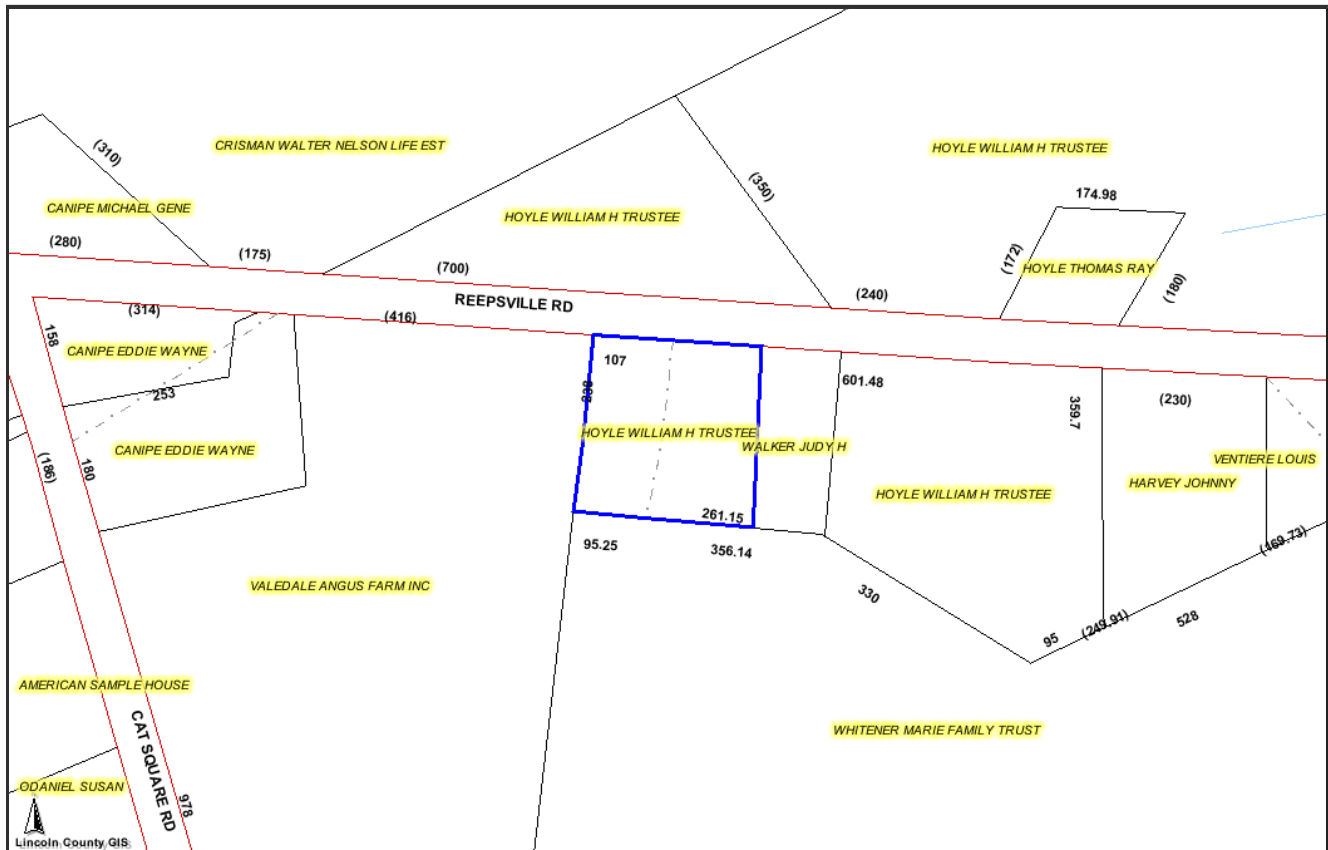 (310)
CRISMAN WALTER NELSON LIFE EST
HOYLE WILLIAM H TRUSTEE
(350)
174.98
CANIPE MICHAEL GENE
HOYLE WILLIAM H TRUSTEE
(280)
(175)
(700)
(172)
HOYLE THOMAS RAY
(180)
(240)
REEPSVILLE RD
(314)
(416)
158
CANIPE EDDIE WAYNE
107
601.48
253
359.7
(230)
HOYLE WILLIAM H TRUSTEE
WALKER JUDY H
CANIPE EDDIE WAYNE
VENTIERE LOUIS
(186)
180
HARVEY JOHNNY
HOYLE WILLIAM H TRUSTEE
261.15
95.25
356.14
(169.73)
VALEDALE ANGUS FARM INC
330
95
(249.91)
528
AMERICAN SAMPLE HOUSE
WHITENER MARIE FAMILY TRUST
CAT SQUARE RD
ODANIEL SUSAN
978
Lincoln County GIS